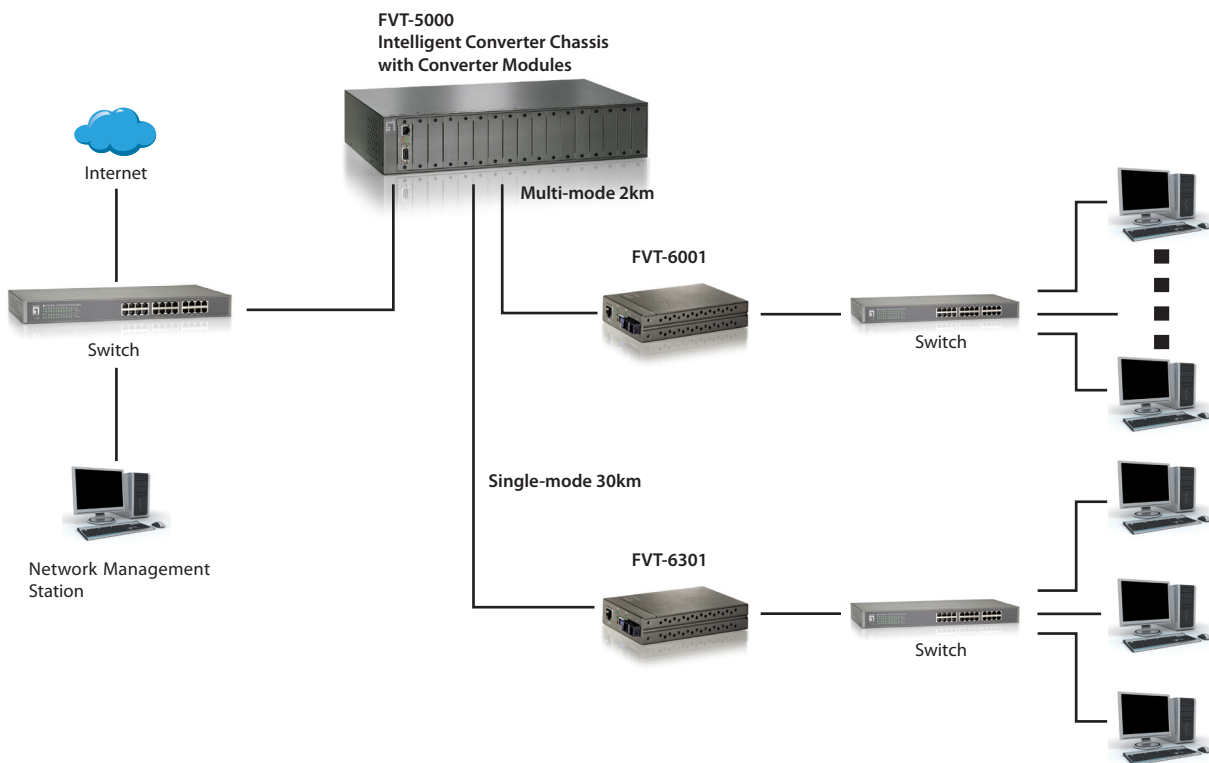 FVT-5000
Intelligent Converter Chassis
with Converter Modules
Internet
Multi-mode 2km
FVT-6001
Switch
Switch
Single-mode 30km
Network Management
Station
FVT-6301
Switch